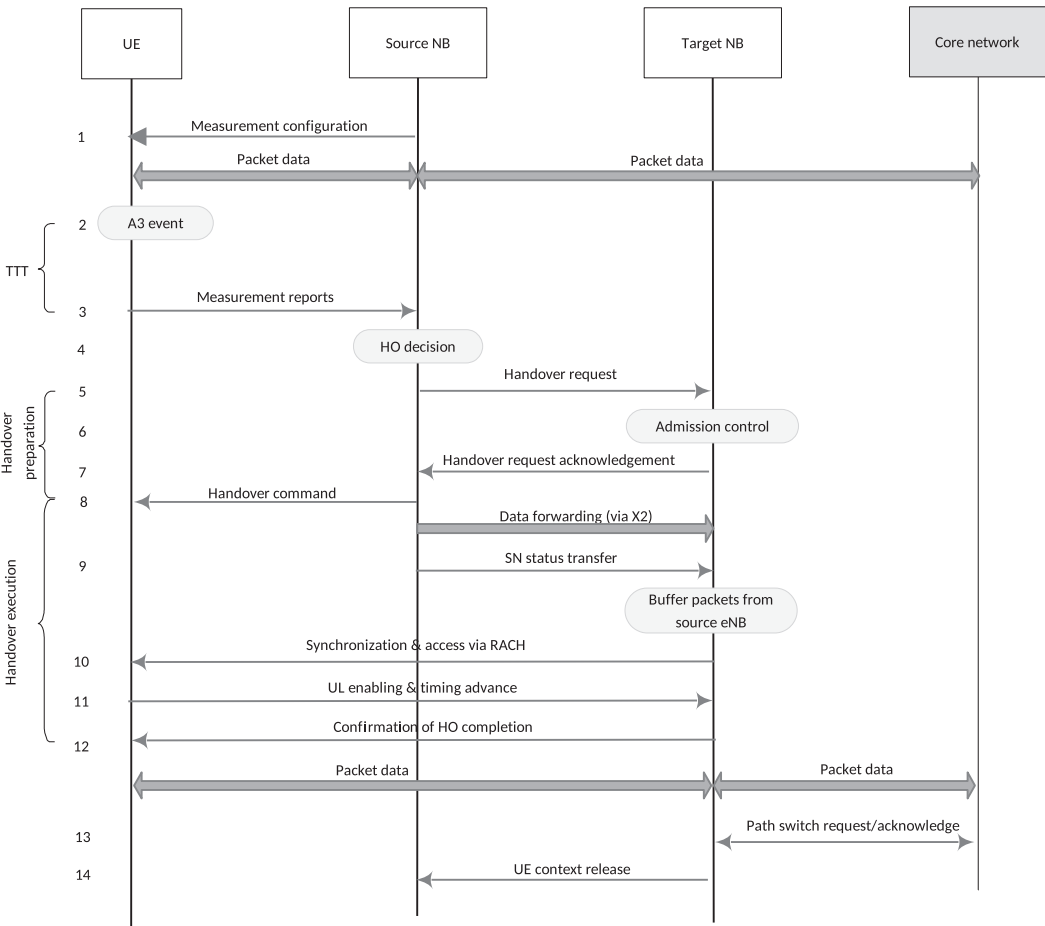 UE
Source NB
Target NB
Core network
1
Measurement configuration
Packet data
Packet data
2
A3 event
TTT
3
Measurement reports
4
HO decision
5
Handover request
Handover
preparation
6
Admission control
7
Handover request acknowledgement
8
Handover command
Data forwarding (via X2)
9
SN status transfer
Handover execution
Buffer packets from
source eNB
10
Synchronization & access via RACH
11
UL enabling & timing advance
12
Confirmation of HO completion
Packet data
Packet data
13
Path switch request/acknowledge
14
UE context release